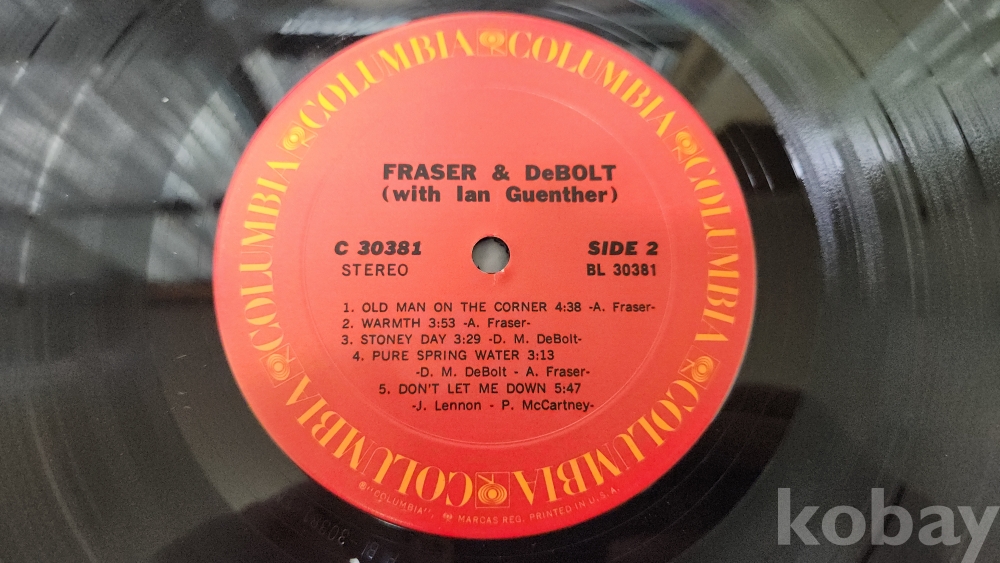 COLUMBIA COLUMBIA COLUMBIA COLUMBIA COLUMBIA COLUMBIA COLUMBIA COLUMBIA
FRASER & DeBOLT
(with Ian Guenther)
C 30381
STEREO
SIDE 2
BL 30381
1. OLD MAN ON THE CORNER 4:38 -A. Fraser-
2. WARMTH 3:53 -A. Fraser-
3. STONEY DAY 3:29 -D. M. DeBolt-
4. PURE SPRING WATER 3:13
-D. M. DeBolt - A. Fraser-
5. DON'T LET ME DOWN 5:47
-J. Lennon - P. McCartney-
®"COLUMBIA", MARCAS REG. PRINTED IN U.S.A.
kobay